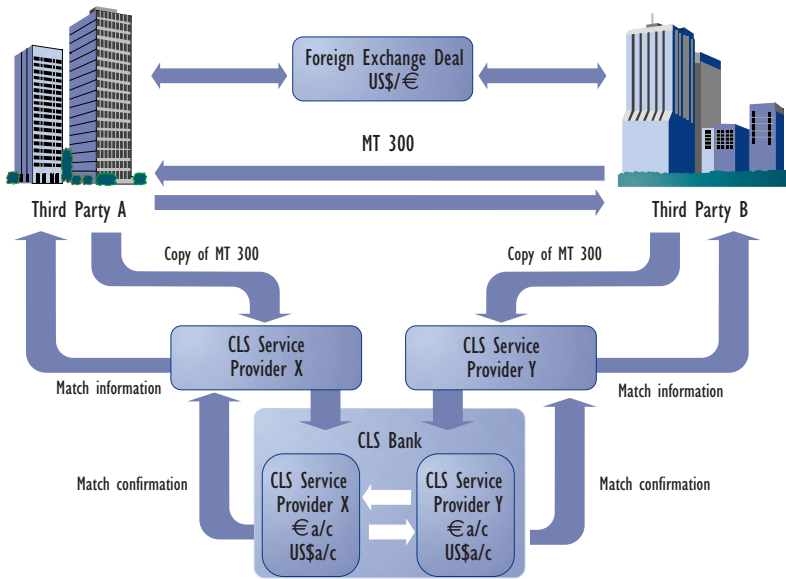 Foreign Exchange Deal
US$/€
MT 300
Third Party A
Third Party B
Copy of MT 300
Copy of MT 300
CLS Service
Provider X
CLS Service
Provider Y
Match information
Match information
CLS Bank
Match confirmation
Match confirmation
CLS Service
Provider X
€ a/c
US$a/c
CLS Service
Provider Y
€ a/c
US$a/c